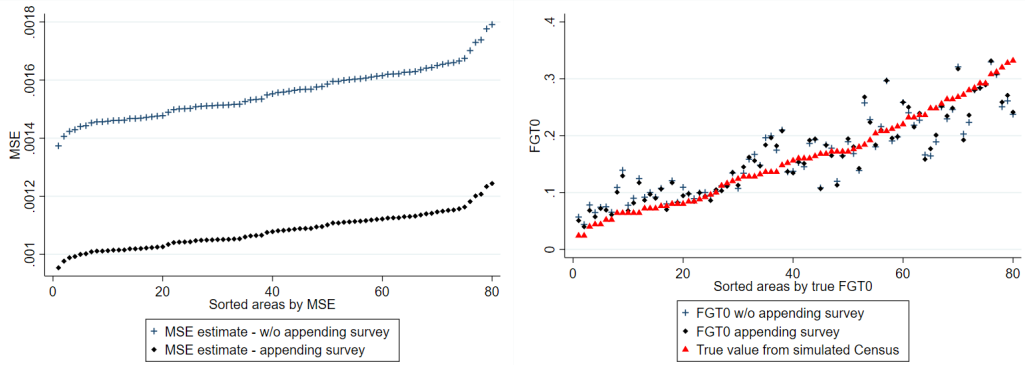 MSE
.0018
.0016
.0014
.0012
.001
0
20
40
60
80
Sorted areas by MSE
MSE estimate - w/o appending survey
MSE estimate - appending survey
FGT0
.4
.3
.2
.1
0
0
20
40
60
80
Sorted areas by true FGT0
FGT0 w/o appending survey
FGT0 appending survey
True value from simulated Census